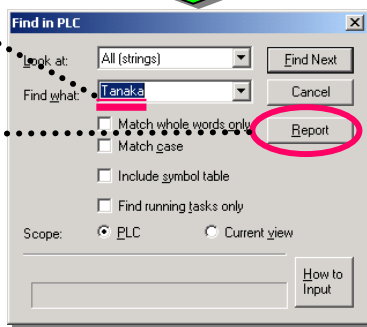 Find in PLC
Look at: All (strings) Find Next
Find what: Tanaka Cancel
Match whole words only Report
Match case
Include symbol table
Find running tasks only
Scope: PLC Current view
How to
Input